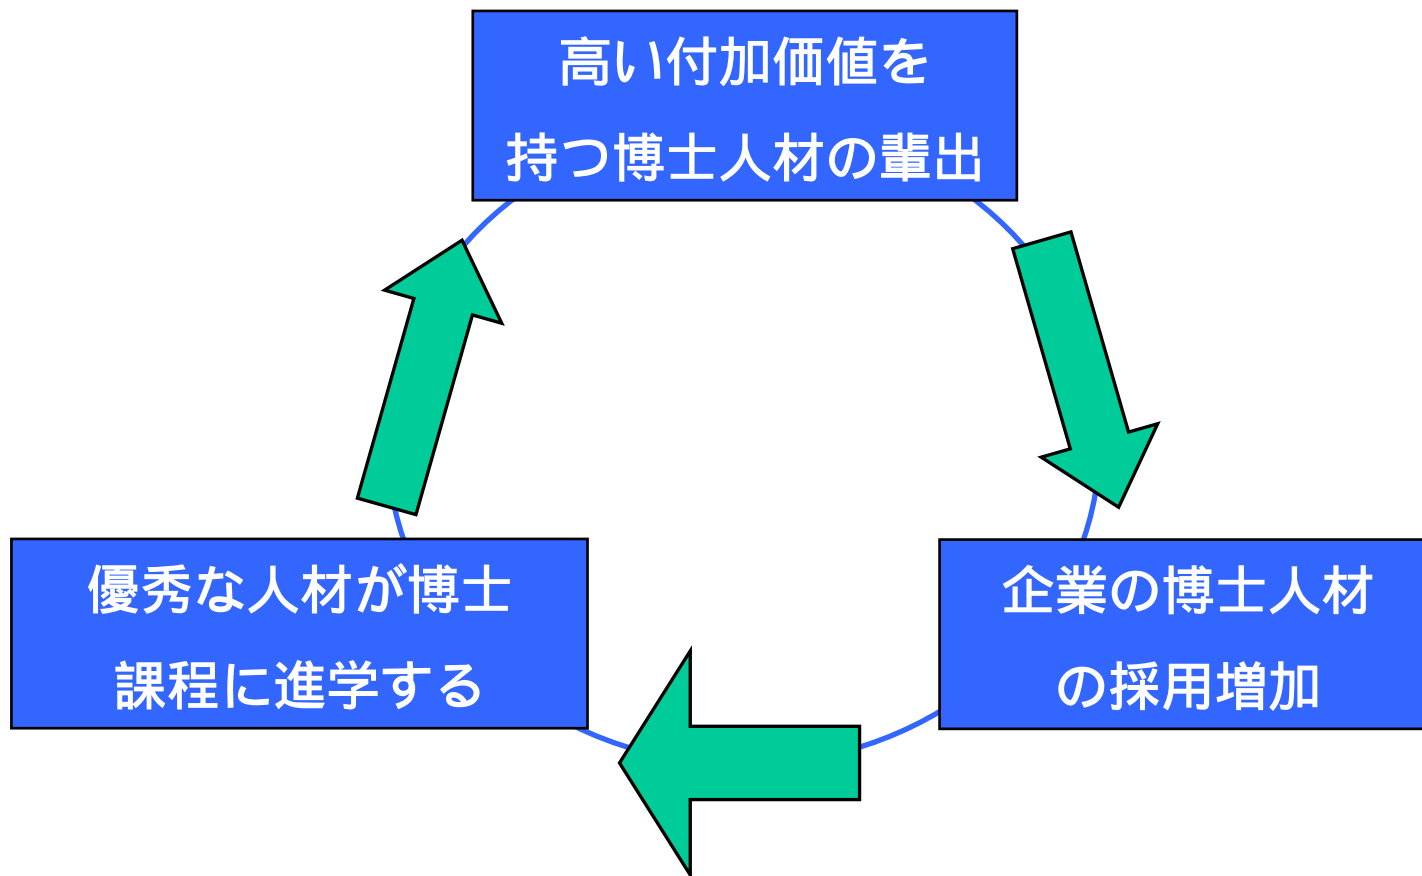 高い付加価値を
持つ博士人材の輩出
優秀な人材が博士
課程に進学する
企業の博士人材
の採用増加